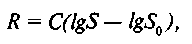 R = C(lgS — lgS₀),